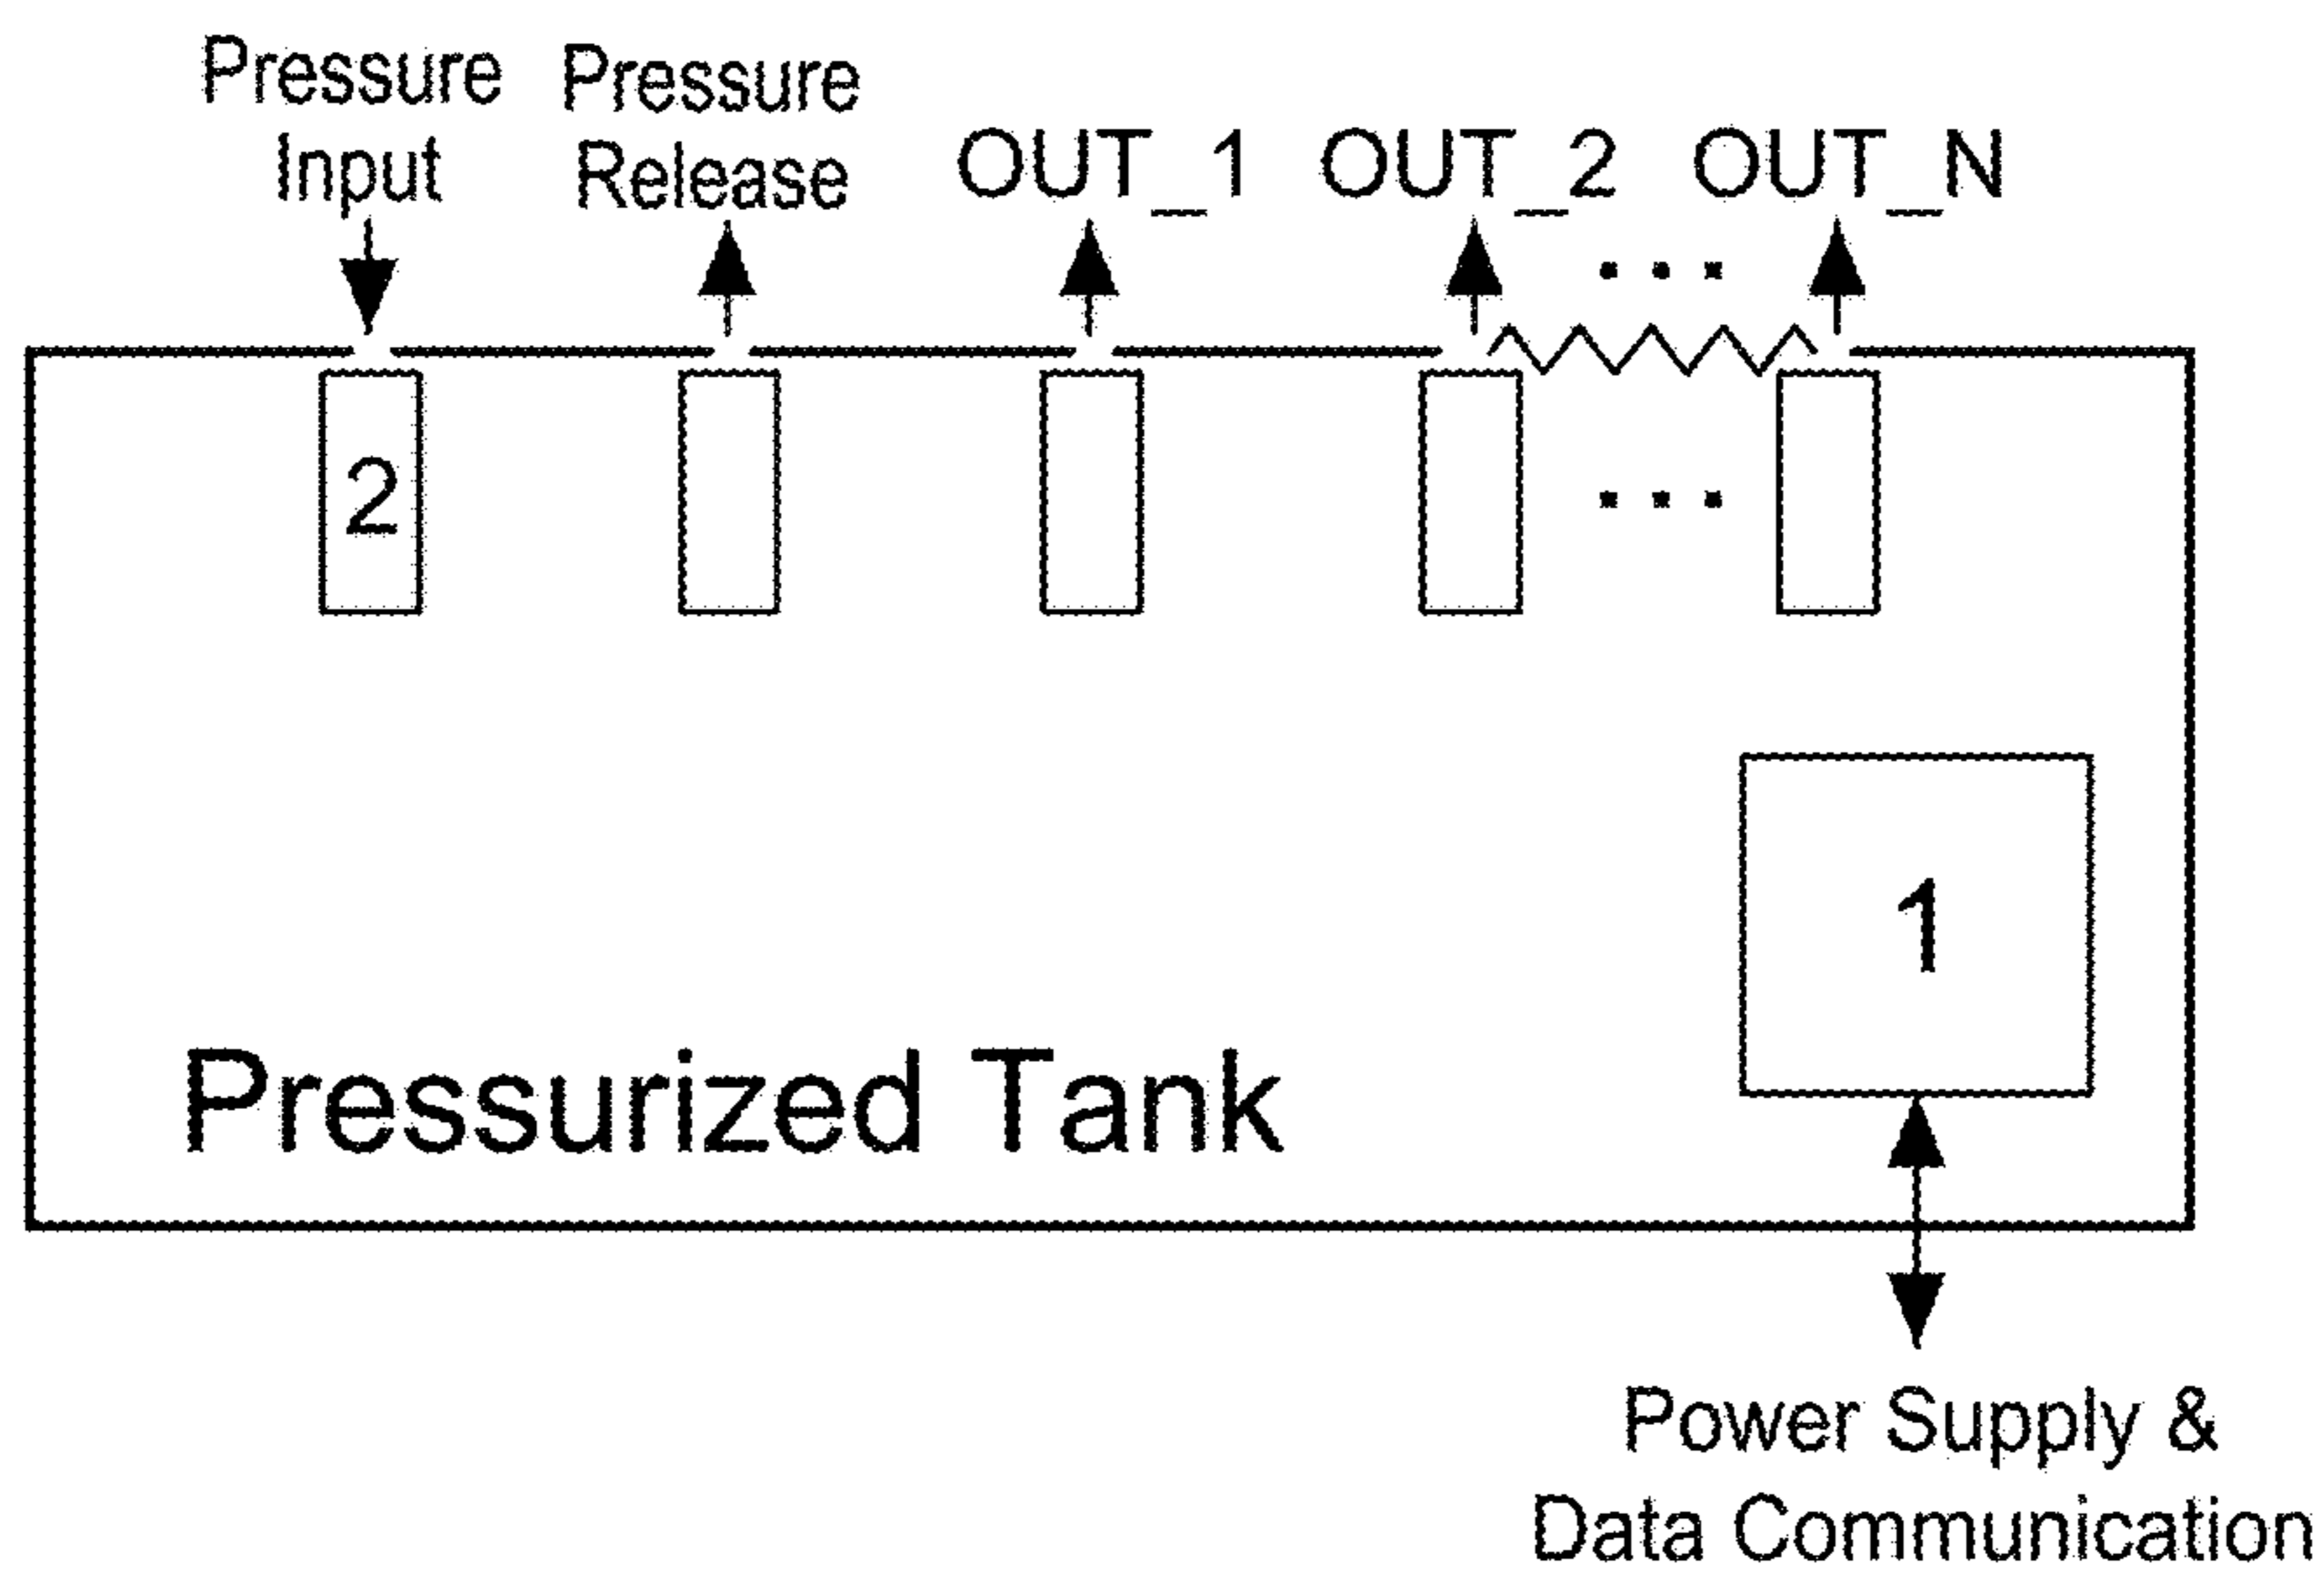 Pressure Input
Pressure Release
OUT_1 OUT_2 OUT_N
...
2
...
1
Pressurized Tank
Power Supply &
Data Communication